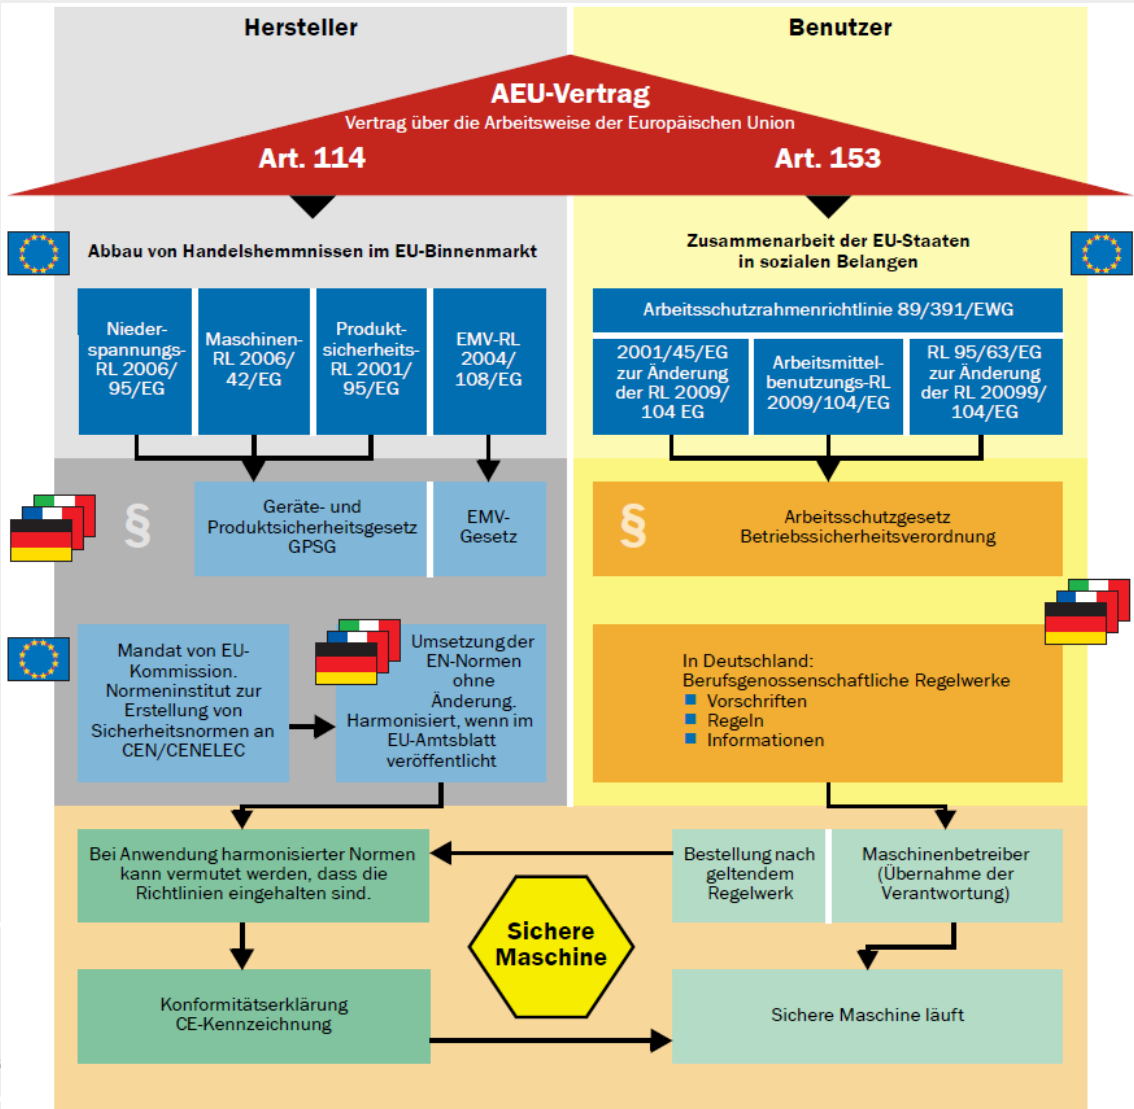 Hersteller
Benutzer
AEU-Vertrag
Vertrag über die Arbeitsweise der Europäischen Union
Art. 114
Art. 153
Abbau von Handelshemmnissen im EU-Binnenmarkt
Zusammenarbeit der EU-Staaten
in sozialen Belangen
Nieder-
spannungs-
RL 2006/
95/EG
Maschinen-
RL 2006/
42/EG
Produkt-
sicherheits-
RL 2001/
95/EG
EMV-RL
2004/
108/EG
Arbeitsschutzrahmenrichtlinie 89/391/EWG
2001/45/EG
zur Änderung
der RL 2009/
104 EG
Arbeitsmittel-
benutzungs-RL
2009/104/EG
RL 95/63/EG
zur Änderung
der RL 20099/
104/EG
§
Geräte- und
Produktsicherheitsgesetz
GPSG
EMV-
Gesetz
§
Arbeitsschutzgesetz
Betriebssicherheitsverordnung
Mandat von EU-
Kommission.
Normeninstitut zur
Erstellung von
Sicherheitsnormen an
CEN/CENELEC
Umsetzung der
EN-Normen
ohne
Änderung.
Harmonisiert, wenn im
EU-Amtsblatt
veröffentlicht
In Deutschland:
Berufsgenossenschaftliche Regelwerke
Vorschriften
Regeln
Informationen
Bei Anwendung harmonisierter Normen
kann vermutet werden, dass die
Richtlinien eingehalten sind.
Bestellung nach
geltendem
Regelwerk
Maschinenbetreiber
(Übernahme der
Verantwortung)
Sichere
Maschine
Konformitätserklärung
CE-Kennzeichnung
Sichere Maschine läuft